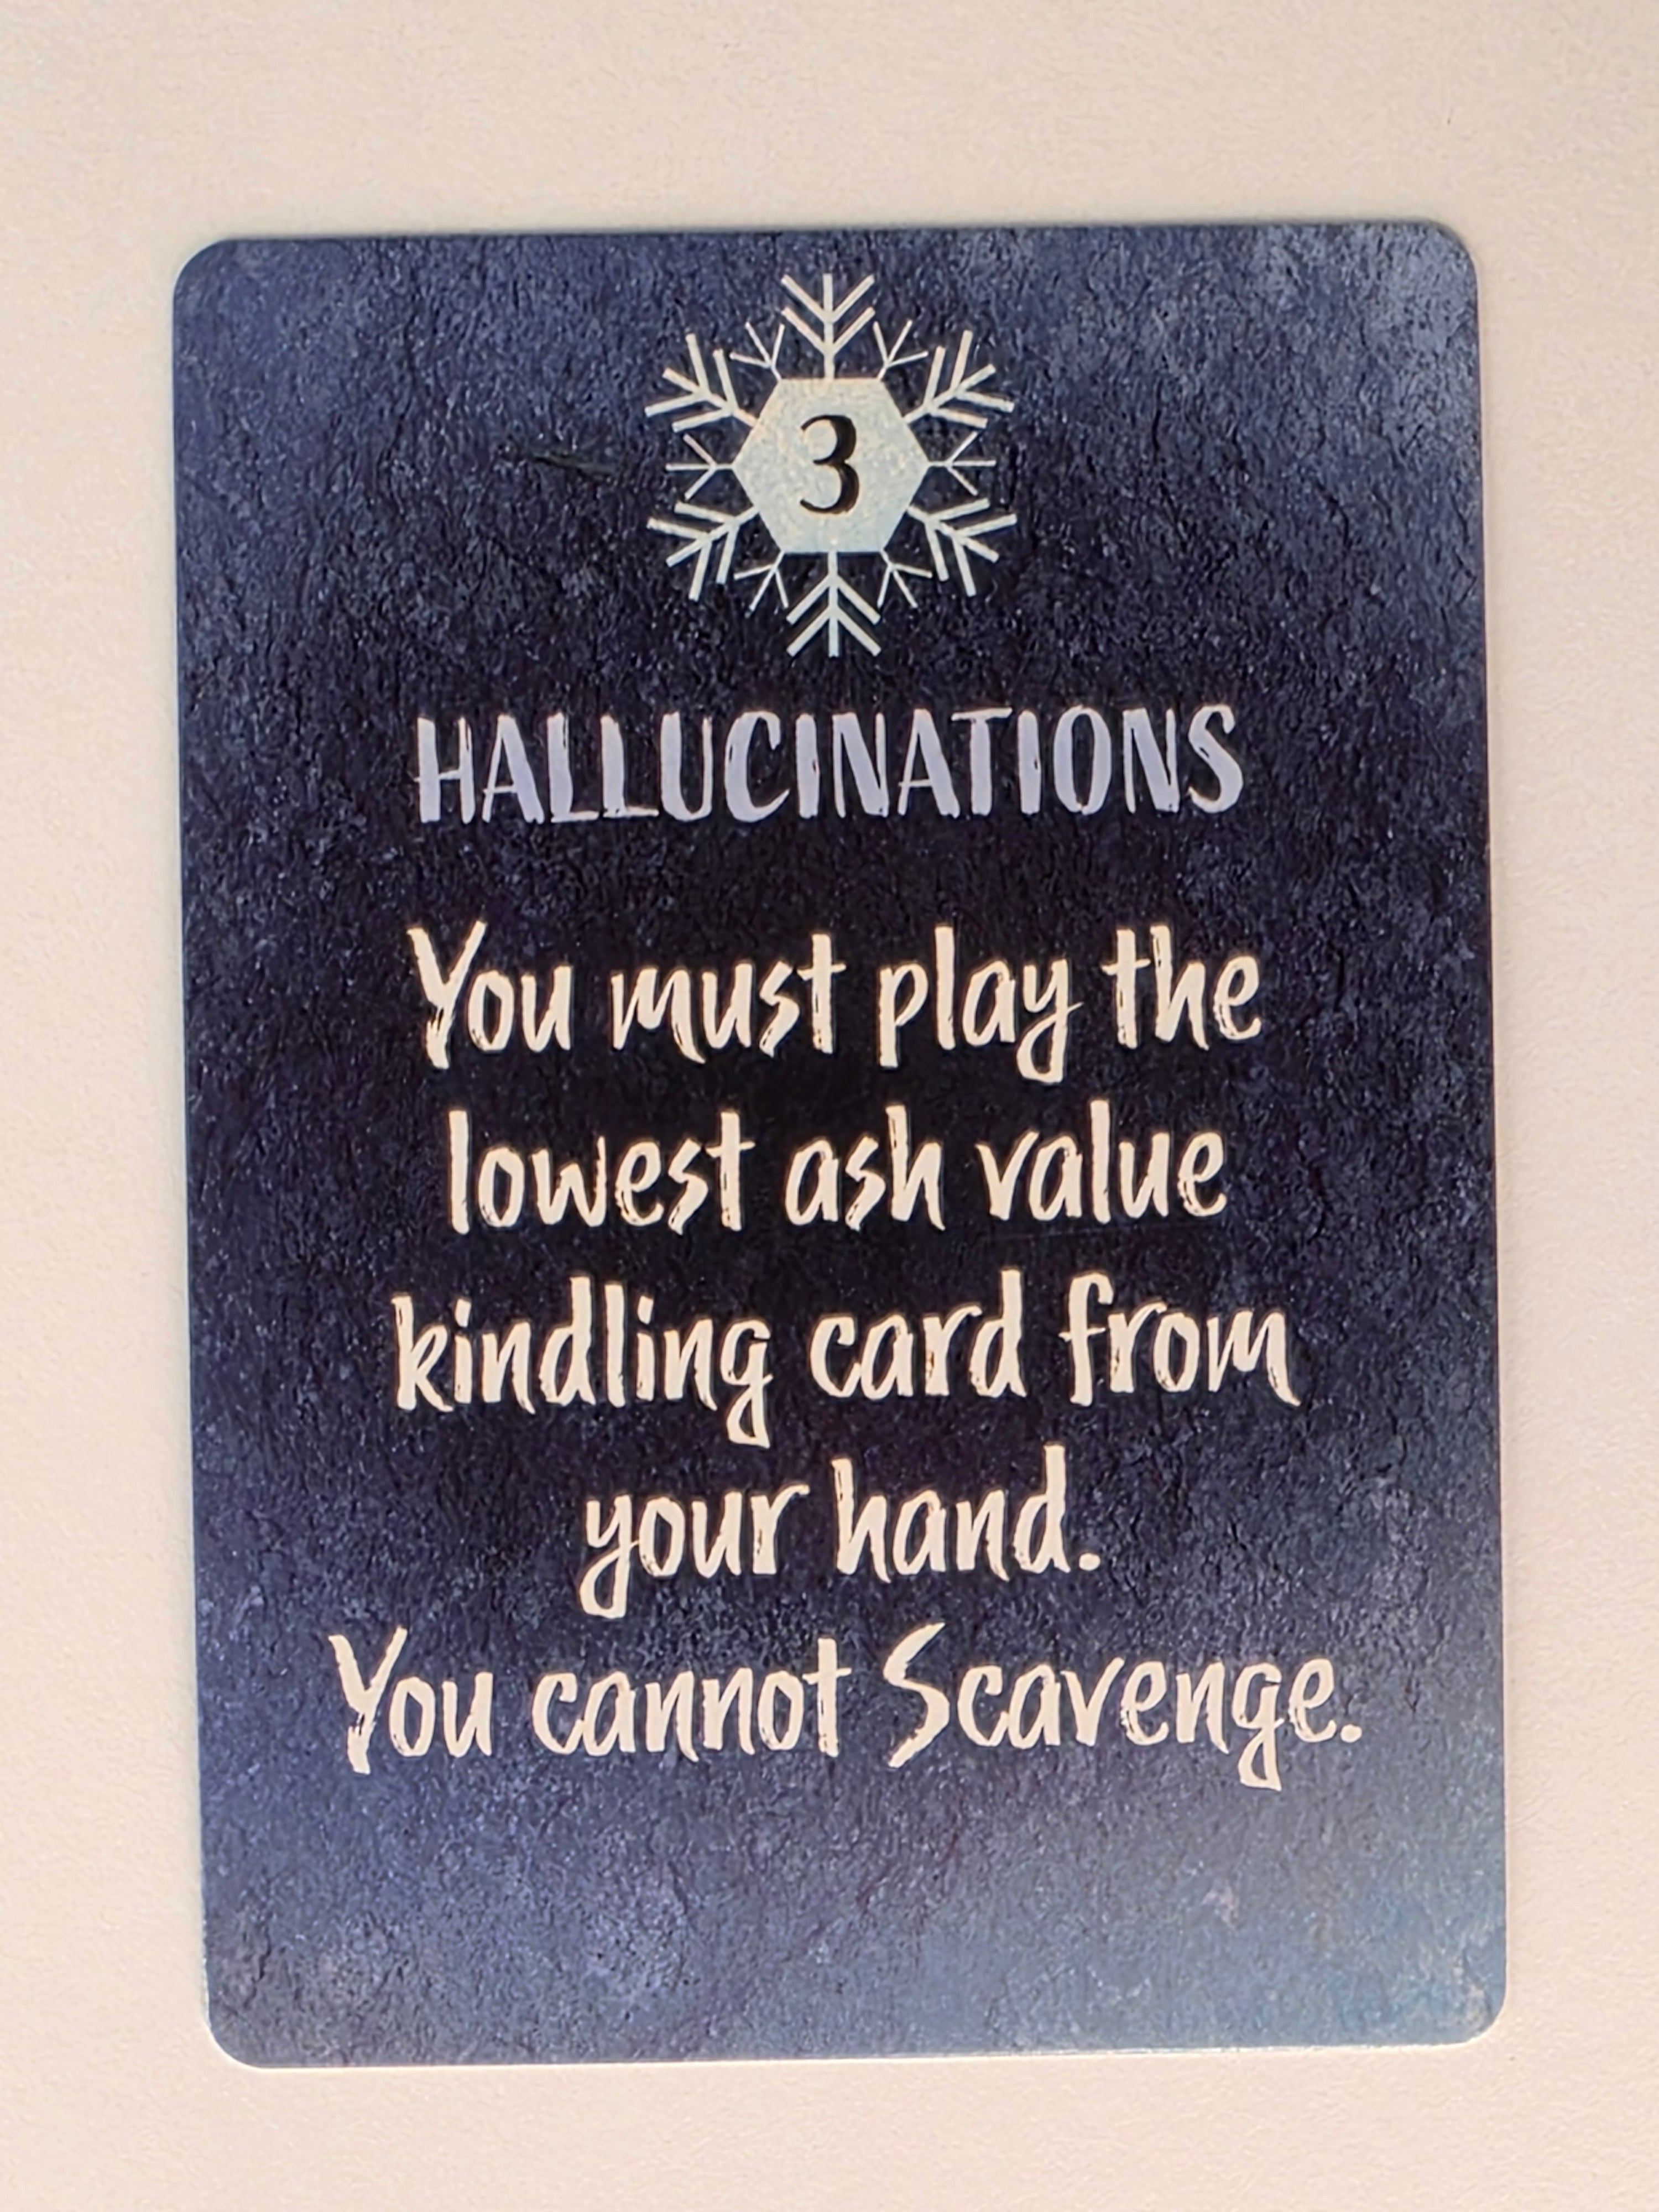 3
HALLUCINATIONS
You must play the
lowest ash value
kindling card from
your hand.
You cannot Scavenge.